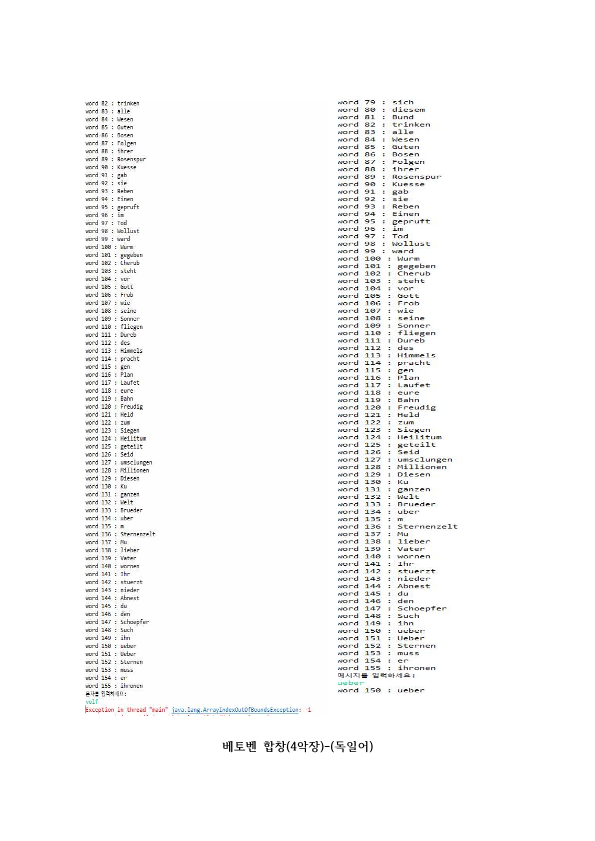 word 82 : trinken
word 83 : alle
word 84 : Wesen
word 85 : Guten
word 86 : Bosen
word 87 : Folgen
word 88 : ihrer
word 89 : Rosenspur
word 90 : Kuesse
word 91 : gab
word 92 : sie
word 93 : Reben
word 94 : Einen
word 95 : gepruft
word 96 : im
word 97 : Tod
word 98 : Wollust
word 99 : ward
word 100 : Wurm
word 101 : gegeben
word 102 : Cherub
word 103 : steht
word 104 : vor
word 105 : Gott
word 106 : Frob
word 107 : wie
word 108 : seine
word 109 : Sonner
word 110 : fliegen
word 111 : Dureb
word 112 : des
word 113 : Himmels
word 114 : pracht
word 115 : gen
word 116 : Plan
word 117 : Laufet
word 118 : eure
word 119 : Bahn
word 120 : Freudig
word 121 : Held
word 122 : zum
word 123 : Siegen
word 124 : Heilitum
word 125 : geteilt
word 126 : Seid
word 127 : umsclungen
word 128 : Millionen
word 129 : Diesen
word 130 : Ku
word 131 : ganzen
word 132 : Welt
word 133 : Brueder
word 134 : uber
word 135 : m
word 136 : Sternenzelt
word 137 : Mu
word 138 : lieber
word 139 : Vater
word 140 : wornen
word 141 : Ihr
word 142 : stuerzt
word 143 : nieder
word 144 : Abnest
word 145 : du
word 146 : den
word 147 : Schoepfer
word 148 : Such
word 149 : ihn
word 150 : ueber
word 151 : Ueber
word 152 : Sternen
word 153 : muss
word 154 : er
word 155 : ihronen
입력하세요:
Exception in thread "main" java.lang.ArrayIndexOutOfBoundsException: -1
word 79 : sich
word 80 : diesem
word 81 : Bund
word 82 : trinken
word 83 : alle
word 84 : Wesen
word 85 : Guten
word 86 : Bosen
word 87 : Folgen
word 88 : ihrer
word 89 : Rosenspur
word 90 : Kuesse
word 91 : gab
word 92 : sie
word 93 : Reben
word 94 : Einen
word 95 : gepruft
word 96 : im
word 97 : Tod
word 98 : Wollust
word 99 : ward
word 100 : Wurm
word 101 : gegeben
word 102 : Cherub
word 103 : steht
word 104 : vor
word 105 : Gott
word 106 : Frob
word 107 : wie
word 108 : seine
word 109 : Sonner
word 110 : fliegen
word 111 : Dureb
word 112 : des
word 113 : Himmels
word 114 : pracht
word 115 : gen
word 116 : Plan
word 117 : Laufet
word 118 : eure
word 119 : Bahn
word 120 : Freudig
word 121 : Held
word 122 : zum
word 123 : Siegen
word 124 : Heilitum
word 125 : geteilt
word 126 : Seid
word 127 : umsclungen
word 128 : Millionen
word 129 : Diesen
word 130 : Ku
word 131 : ganzen
word 132 : Welt
word 133 : Brueder
word 134 : uber
word 135 : m
word 136 : Sternenzelt
word 137 : Mu
word 138 : lieber
word 139 : Vater
word 140 : wornen
word 141 : Ihr
word 142 : stuerzt
word 143 : nieder
word 144 : Abnest
word 145 : du
word 146 : den
word 147 : Schoepfer
word 148 : Such
word 149 : ihn
word 150 : ueber
word 151 : Ueber
word 152 : Sternen
word 153 : muss
word 154 : er
word 155 : ihronen
메시지를 입력하세요:
ueber
word 150 : ueber
베토벤 합창(4악장)-(독일어)